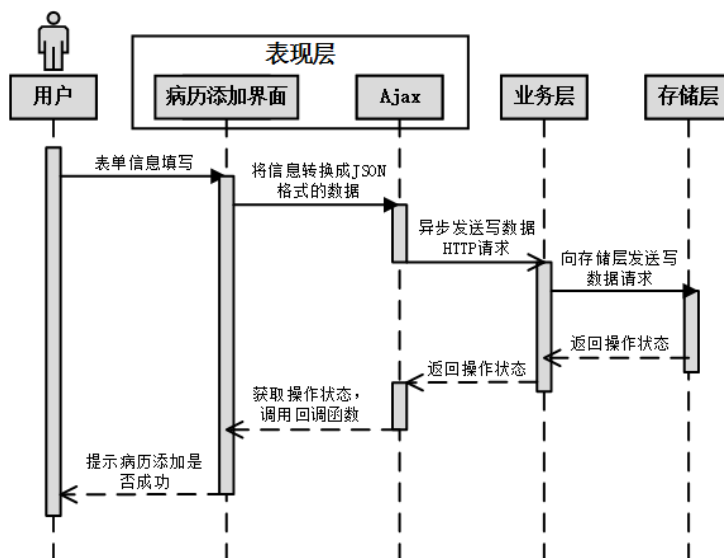 表现层
用户
病历添加界面
Ajax
业务层
存储层
表单信息填写
将信息转换成JSON
格式的数据
异步发送写数据
HTTP请求
向存储层发送写
数据请求
返回操作状态
返回操作状态
获取操作状态，
调用回调函数
提示病历添加是
否成功